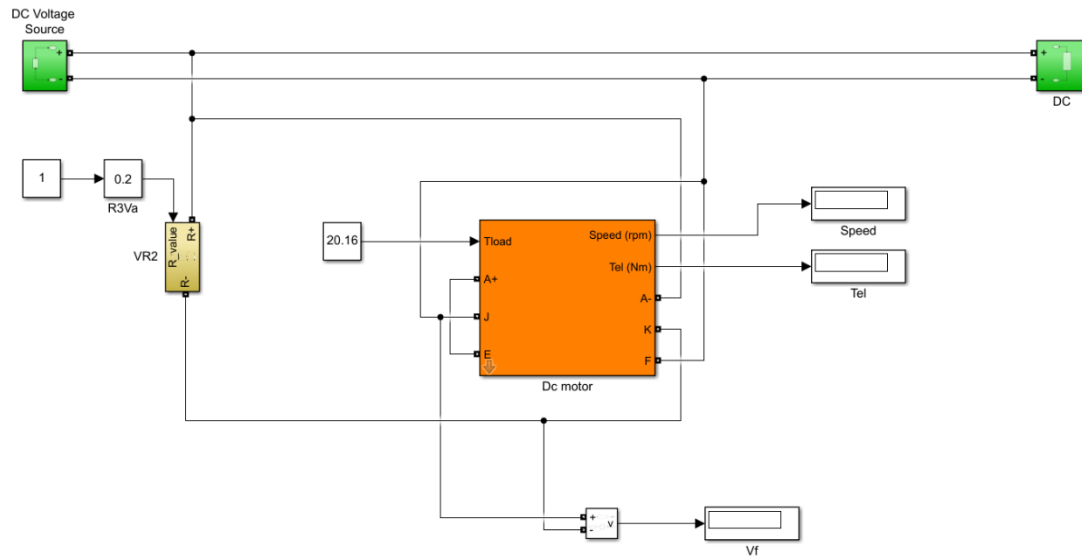 DC Voltage
Source
+
-
+
-
DC
1
0.2
R3Va
R_value
R+
R-
VR2
20.16
Tload
A+
J
E
Speed (rpm)
Tel (Nm)
A-
K
F
Dc motor
Speed
Tel
+
-
v
Vf